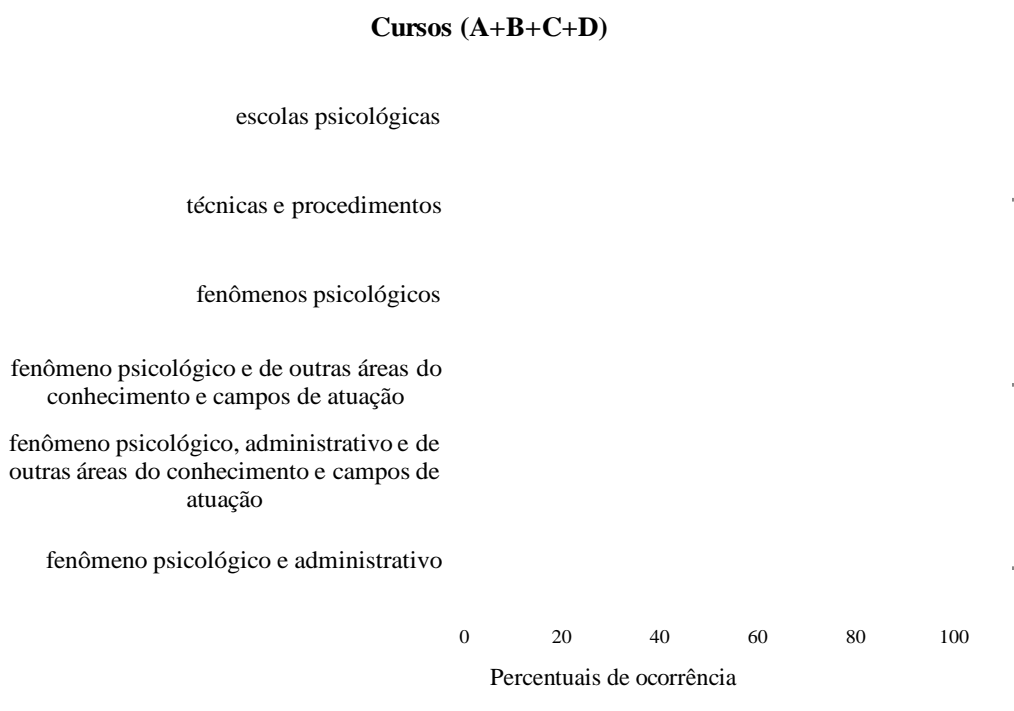 Cursos (A+B+C+D)
escolas psicológicas
técnicas e procedimentos
fenômenos psicológicos
fenômeno psicológico e de outras áreas do
conhecimento e campos de atuação
fenômeno psicológico, administrativo e de
outras áreas do conhecimento e campos de
atuação
fenômeno psicológico e administrativo
0 20 40 60 80 100
Percentuais de ocorrência